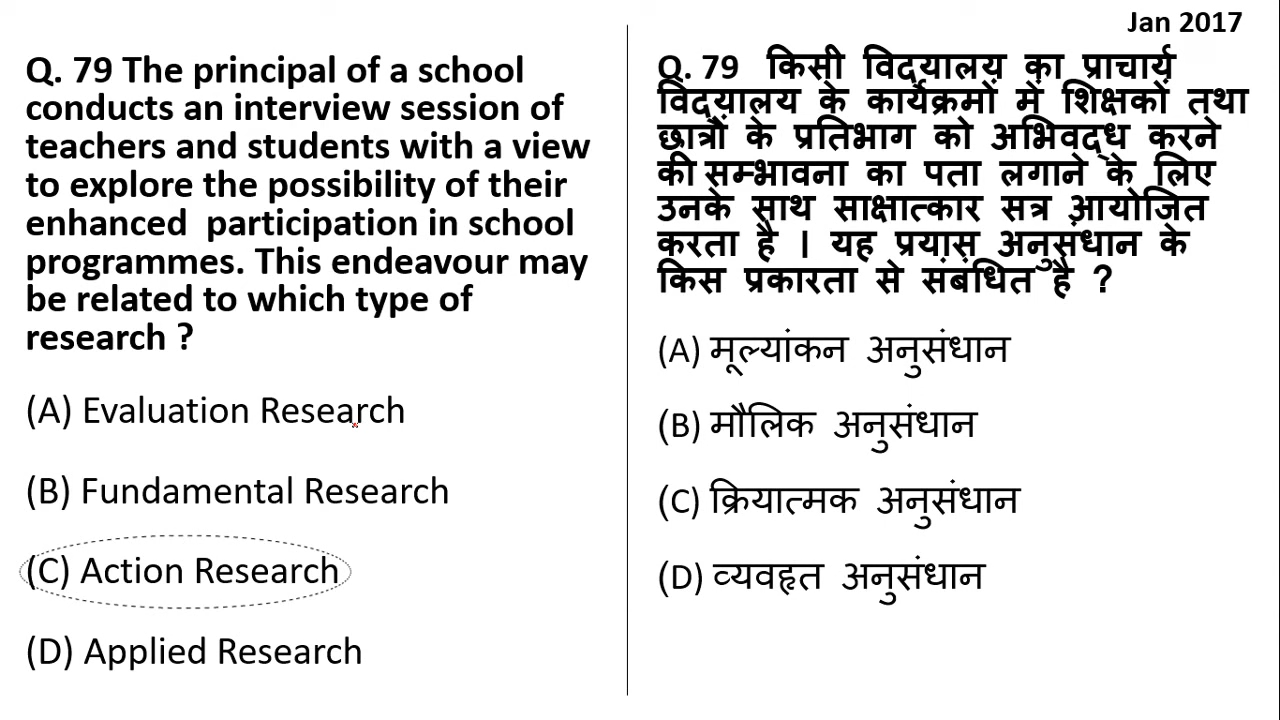 Jan 2017
Q. 79 The principal of a school
conducts an interview session of
teachers and students with a view
to explore the possibility of their
enhanced participation in school
programmes. This endeavour may
be related to which type of
research ?
(A) Evaluation Research
(B) Fundamental Research
(C) Action Research
(D) Applied Research
Q. 79 किसी विद्यालय का प्राचार्य
विद्यालय के कार्यक्रमों में शिक्षकों तथा
छात्रों के प्रतिभाग को अभिवद्ध करने
की सम्भावना का पता लगाने के लिए
उनके साथ साक्षात्कार सत्र आयोजित
करता है । यह प्रयास अनुसंधान के
किस प्रकारता से संबंधित है ?
(A) मूल्यांकन अनुसंधान
(B) मौलिक अनुसंधान
(C) क्रियात्मक अनुसंधान
(D) व्यवहृत अनुसंधान